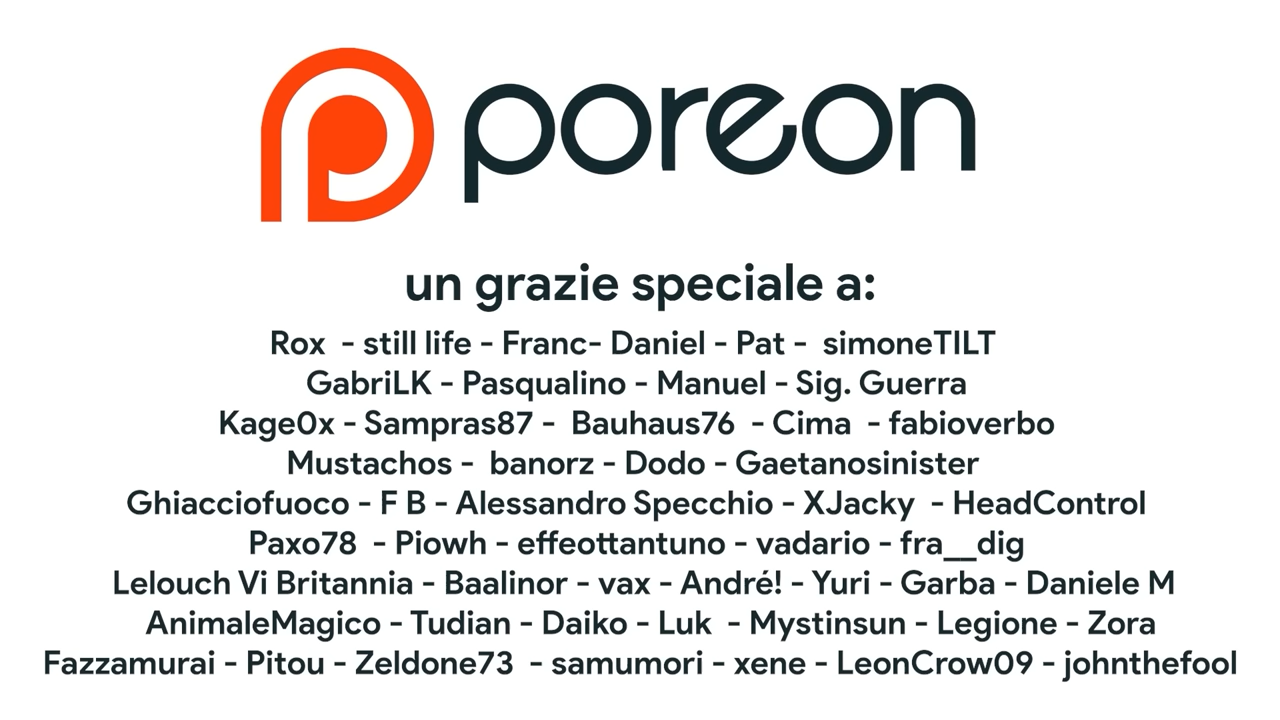 poreon
un grazie speciale a:
Rox  - still life - Franc- Daniel - Pat -  simoneTILT
GabriLK - Pasqualino - Manuel - Sig. Guerra
Kage0x - Sampras87 -  Bauhaus76  - Cima  - fabioverbo
Mustachos -  banorz - Dodo - Gaetanosinister
Ghiacciofuoco - F B - Alessandro Specchio - XJacky  - HeadControl
Paxo78  - Piowh - effeottantuno - vadario - fra__dig
Lelouch Vi Britannia - Baalinor - vax - André! - Yuri - Garba - Daniele M
AnimaleMagico - Tudian - Daiko - Luk  - Mystinsun - Legione - Zora
Fazzamurai - Pitou - Zeldone73  - samumori - xene - LeonCrow09 - johnthefool